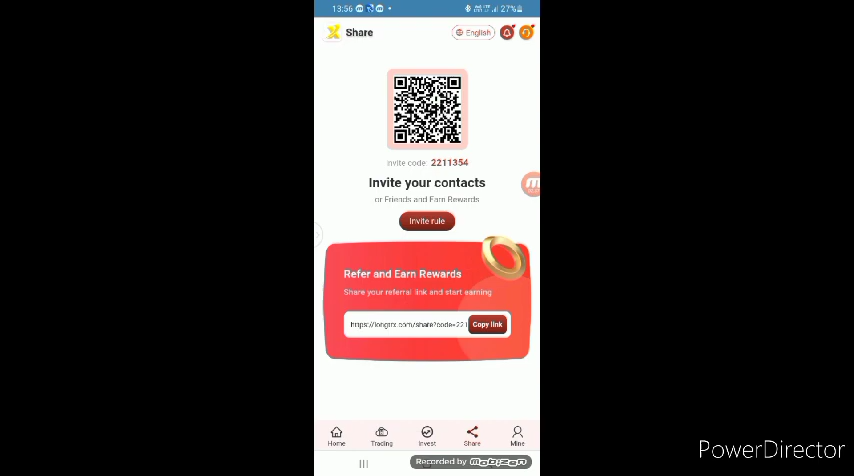 13:56
27%
Share
English
Invite code: 2211354
Invite your contacts
or Friends and Earn Rewards
Invite rule
Refer and Earn Rewards
Share your referral link and start earning
https://longtrx.com/share?code=221
Copy link
Home
Trading
Invest
Share
Mine
Recorded by mobizen
PowerDirector